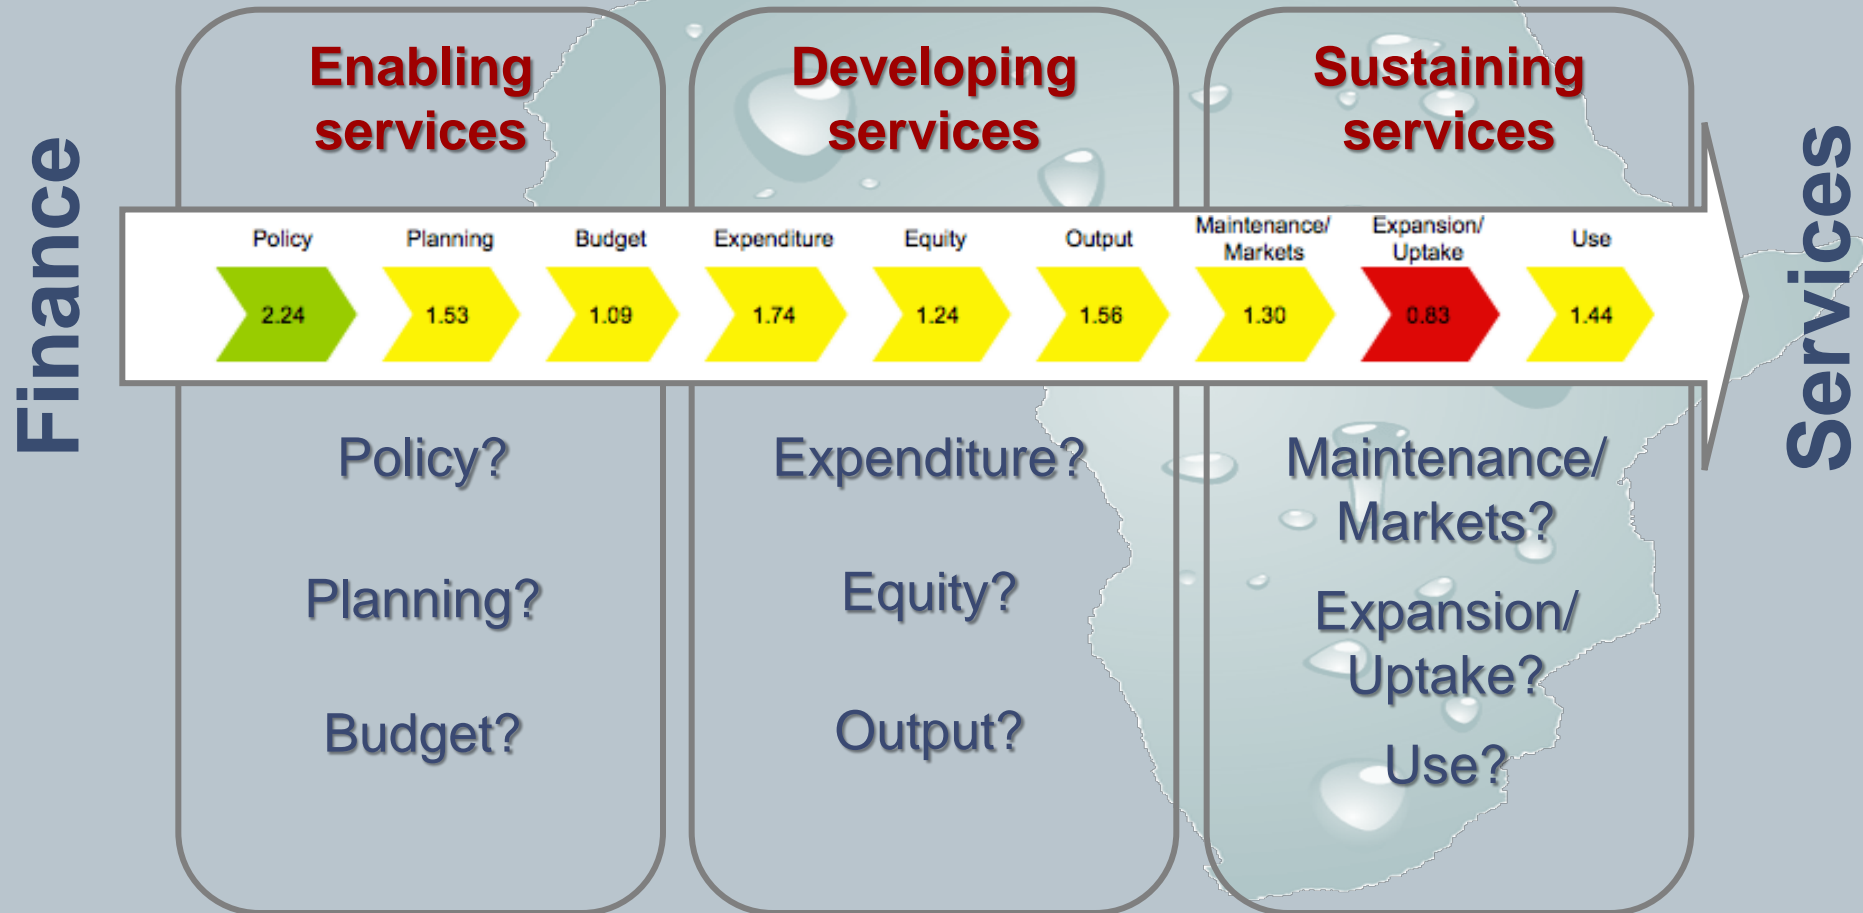 Finance
Enabling
services
Developing
services
Sustaining
services
Policy
Planning
Budget
Expenditure
Equity
Output
Maintenance/
Markets
Expansion/
Uptake
Use
2.24
1.53
1.09
1.74
1.24
1.56
1.30
0.83
1.44
Policy?
Planning?
Budget?
Expenditure?
Equity?
Output?
Maintenance/
Markets?
Expansion/
Uptake?
Use?
Services